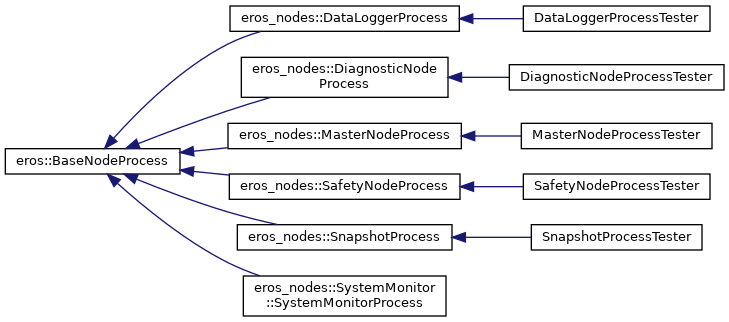 eros_nodes::DataLoggerProcess
DataLoggerProcessTester
eros_nodes::DiagnosticNode
Process
DiagnosticNodeProcessTester
eros_nodes::MasterNodeProcess
MasterNodeProcessTester
eros::BaseNodeProcess
eros_nodes::SafetyNodeProcess
SafetyNodeProcessTester
eros_nodes::SnapshotProcess
SnapshotProcessTester
eros_nodes::SystemMonitor
::SystemMonitorProcess